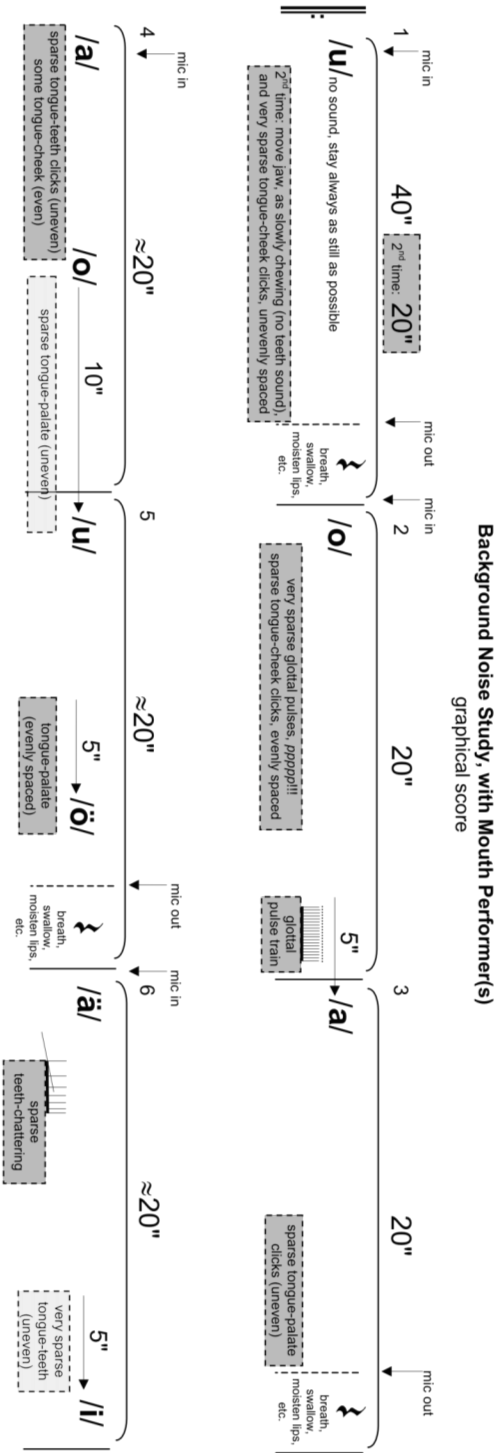 Background Noise Study, with Mouth Performer(s)
graphical score
1
mic in
/u/ no sound, stay always as still as possible
40"
2nd time: 20"
2nd time: move jaw, as slowly chewing (no teeth sound),
and very sparse tongue-cheek clicks, unevenly spaced
mic out
breath,
swallow,
moisten lips,
etc.
mic in
2
/o/
20"
very sparse glottal pulses, ppppp!!!
sparse tongue-cheek clicks, evenly spaced
5"
glottal
pulse train
3
/a/
20"
sparse tongue-palate
clicks (uneven)
mic out
breath,
swallow,
moisten lips,
etc.
4
mic in
/a/
≈20"
sparse tongue-teeth clicks (uneven)
some tongue-cheek (even)
/o/
10"
sparse tongue-palate (uneven)
5
/u/
≈20"
5"
/ö/
tongue-palate
(evenly spaced)
mic out
breath,
swallow,
moisten lips,
etc.
mic in
6
/ä/
≈20"
sparse
teeth-chattering
5"
/i/
very sparse
tongue-teeth
(uneven)